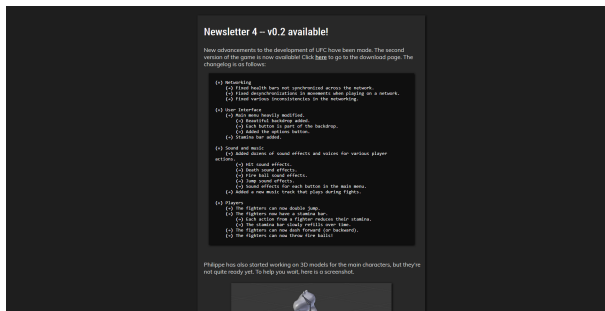 Newsletter 4 – v0.2 available!
New advancements to the development of UFC have been made. The second
version of the game is now available! Click here to go to the download page. The
changelog is as follows:
(+) Networking
(+) Fixed health bars not synchronized across the network.
(+) Fixed desynchronizations in movements when playing on a network.
(+) Fixed various inconsistencies in the networking.
(+) User Interface
(+) Main menu heavily modified.
(+) Beautiful backdrop added.
(+) Each button is part of the backdrop.
(+) Added the options button.
(+) Stamina bar added.
(+) Sound and music
(+) Added dozens of sound effects and voices for various player
actions.
(+) Hit sound effects.
(+) Death sound effects.
(+) Fire ball sound effects.
(+) Jump sound effects.
(+) Sound effects for each button in the main menu.
(+) Added a new music track that plays during fights.
(+) Players
(+) The fighters can now double jump.
(+) The fighters now have a stamina bar.
(+) Each action from a fighter reduces their stamina.
(+) The stamina bar slowly refills over time.
(+) The fighters can now dash forward (or backward).
(+) The fighters can now throw fire balls!
Philippe has also started working on 3D models for the main characters, but they're
not quite ready yet. To help you wait, here is a screenshot.